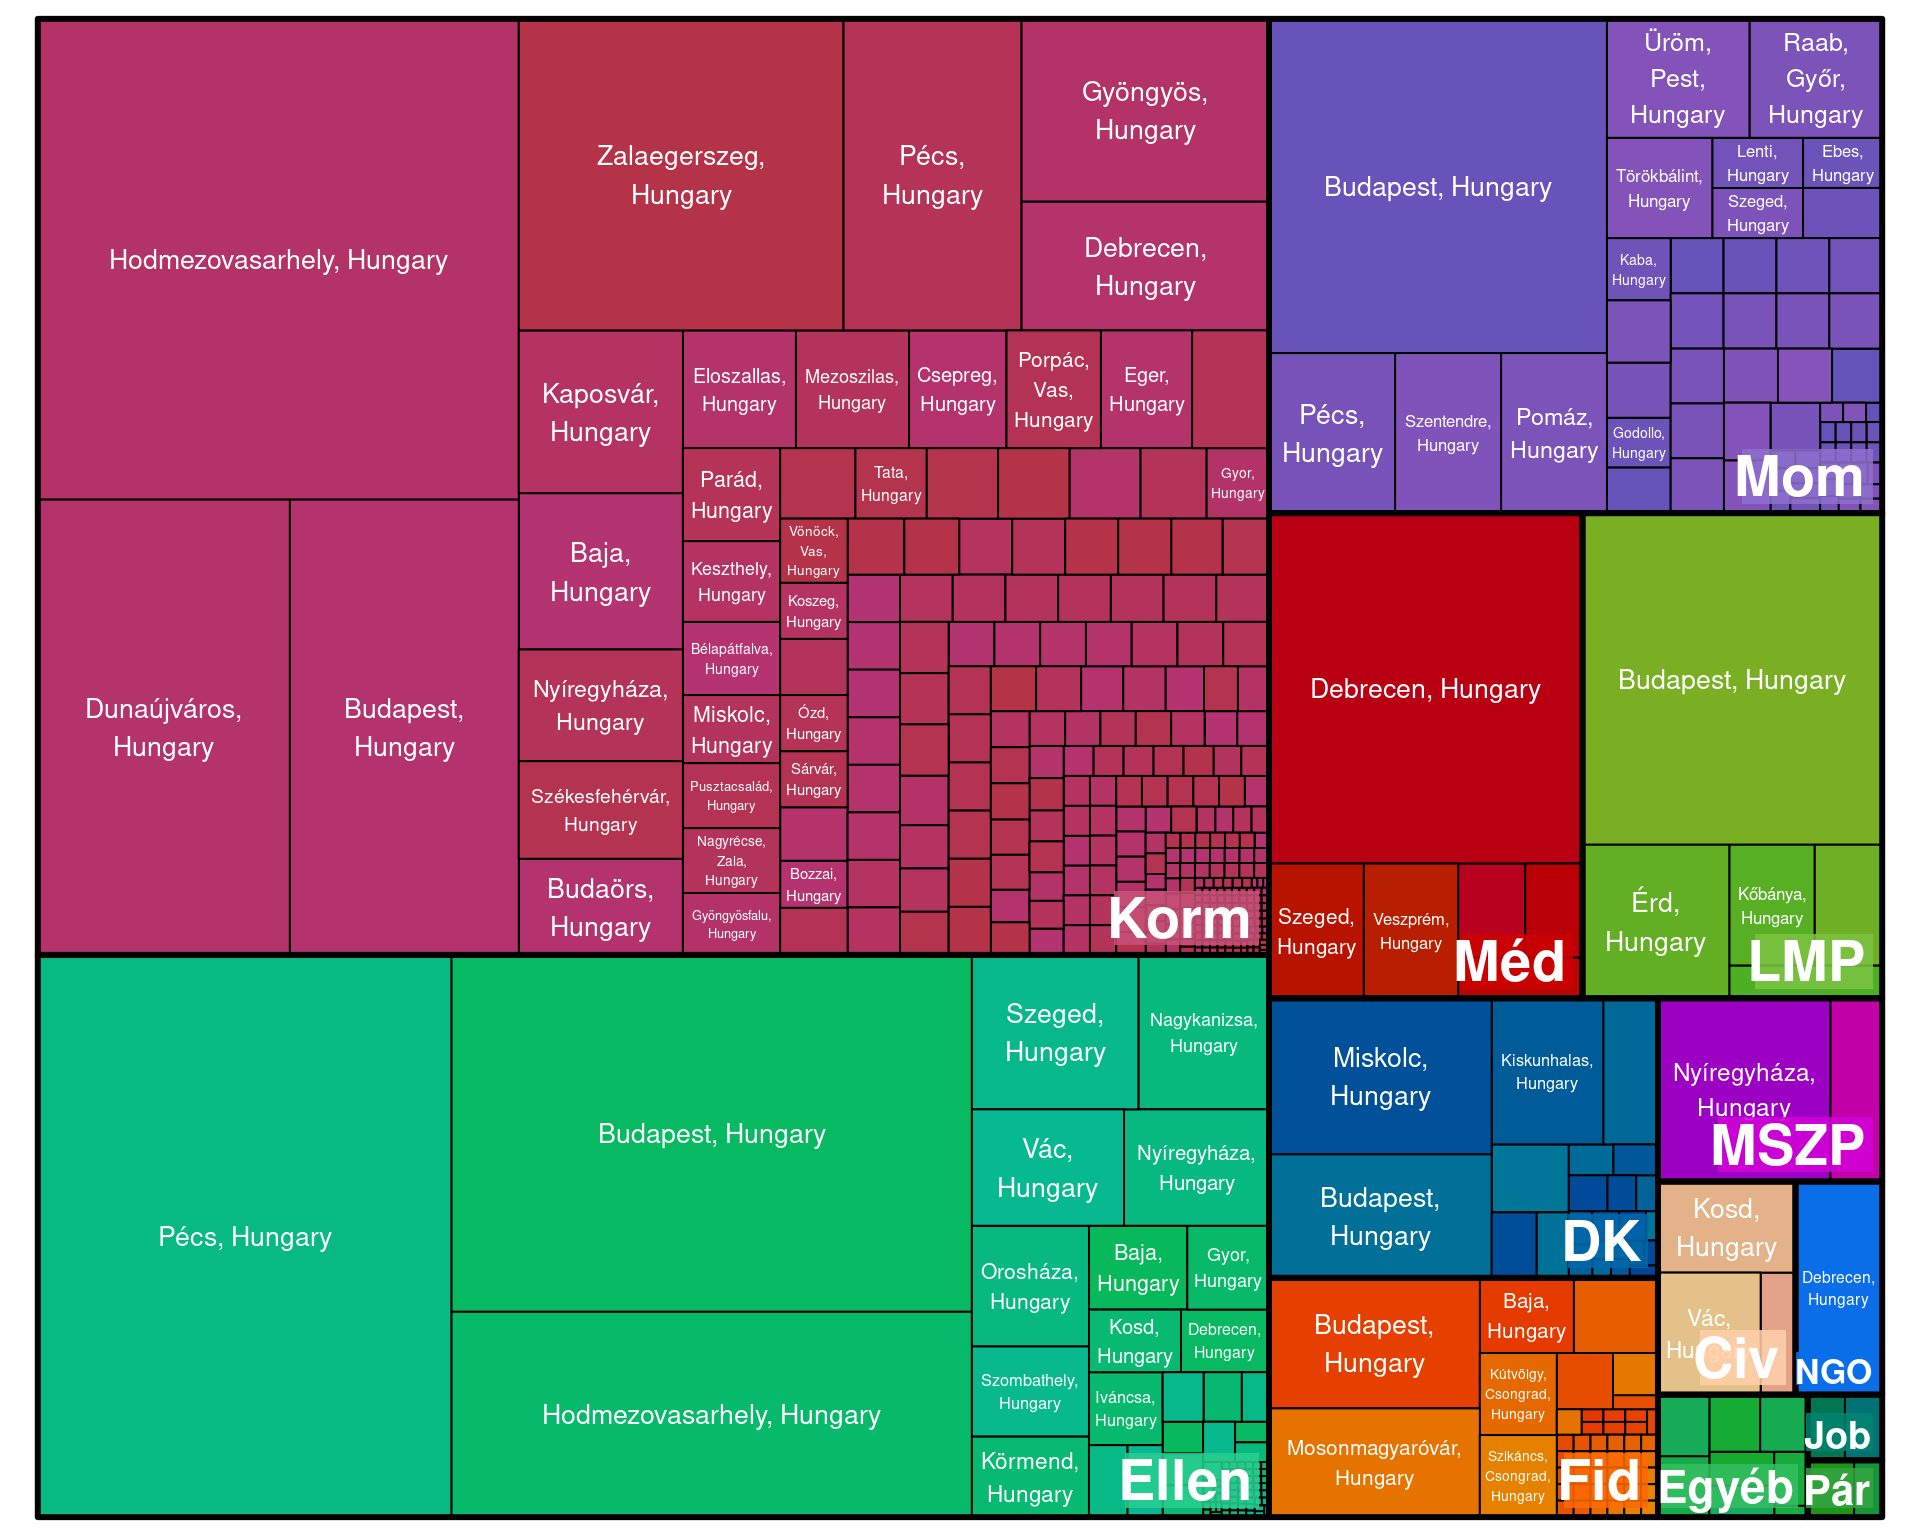 Hodmezovasarhely, Hungary
Zalaegerszeg,
Hungary
Pécs,
Hungary
Gyöngyös,
Hungary
Debrecen,
Hungary
Dunaújváros,
Hungary
Budapest,
Hungary
Kaposvár,
Hungary
Baja,
Hungary
Nyíregyháza,
Hungary
Székesfehérvár,
Hungary
Budaörs,
Hungary
Eloszallas,
Hungary
Mezoszilas,
Hungary
Csepreg,
Hungary
Porpác,
Vas,
Hungary
Eger,
Hungary
Parád,
Hungary
Keszthely,
Hungary
Bélapátfalva,
Hungary
Miskolc,
Hungary
Pusztacsalád,
Hungary
Nagyrécse,
Zala,
Hungary
Gyöngyösfalu,
Hungary
Tata,
Hungary
Gyor,
Hungary
Vönöck,
Vas,
Hungary
Koszeg,
Hungary
Ózd,
Hungary
Sárvár,
Hungary
Bozzai,
Hungary
Korm
Budapest, Hungary
Üröm,
Pest,
Hungary
Raab,
Győr,
Hungary
Törökbálint,
Hungary
Lenti,
Hungary
Ebes,
Hungary
Szeged,
Hungary
Kaba,
Hungary
Godollo,
Hungary
Pécs,
Hungary
Szentendre,
Hungary
Pomáz,
Hungary
Mom
Debrecen, Hungary
Szeged,
Hungary
Veszprém,
Hungary
Méd
Budapest, Hungary
Érd,
Hungary
Kőbánya,
Hungary
LMP
Pécs, Hungary
Budapest, Hungary
Hodmezovasarhely, Hungary
Szeged,
Hungary
Nagykanizsa,
Hungary
Vác,
Hungary
Nyíregyháza,
Hungary
Orosháza,
Hungary
Baja,
Hungary
Gyor,
Hungary
Kosd,
Hungary
Debrecen,
Hungary
Szombathely,
Hungary
Iváncsa,
Hungary
Körmend,
Hungary
Ellen
Miskolc,
Hungary
Kiskunhalas,
Hungary
Budapest,
Hungary
DK
Nyíregyháza,
Hungary
MSZP
Budapest,
Hungary
Baja,
Hungary
Kútvölgy,
Csongrad,
Hungary
Mosonmagyaróvár,
Hungary
Szikáncs,
Csongrad,
Hungary
Fid
Kosd,
Hungary
Vác,
Hungary
Civ
Debrecen,
Hungary
NGO
Egyéb
Job
Pár